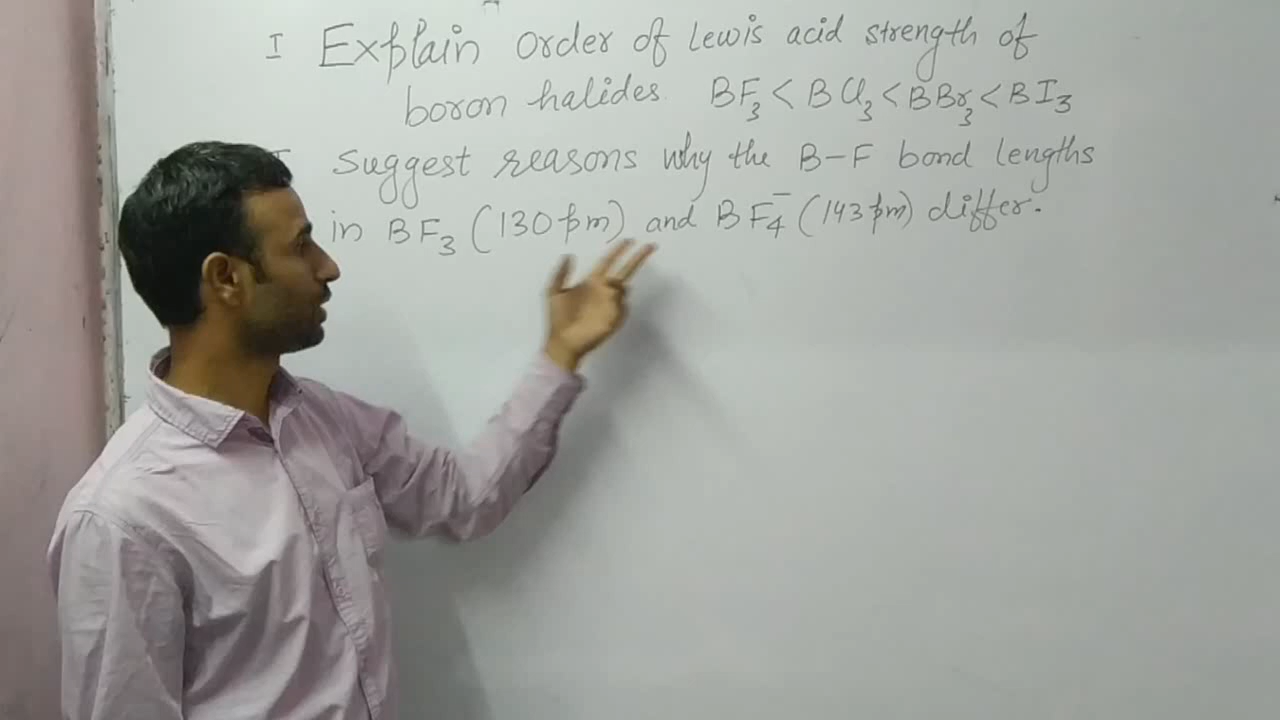 I Explain order of Lewis acid strength of
boron halides. BF₃ < BCl₃ < BBr₃ < BI₃
Suggest reasons why the B-F bond lengths
in BF₃ (130 pm) and BF₄⁻ (143 pm) differ.